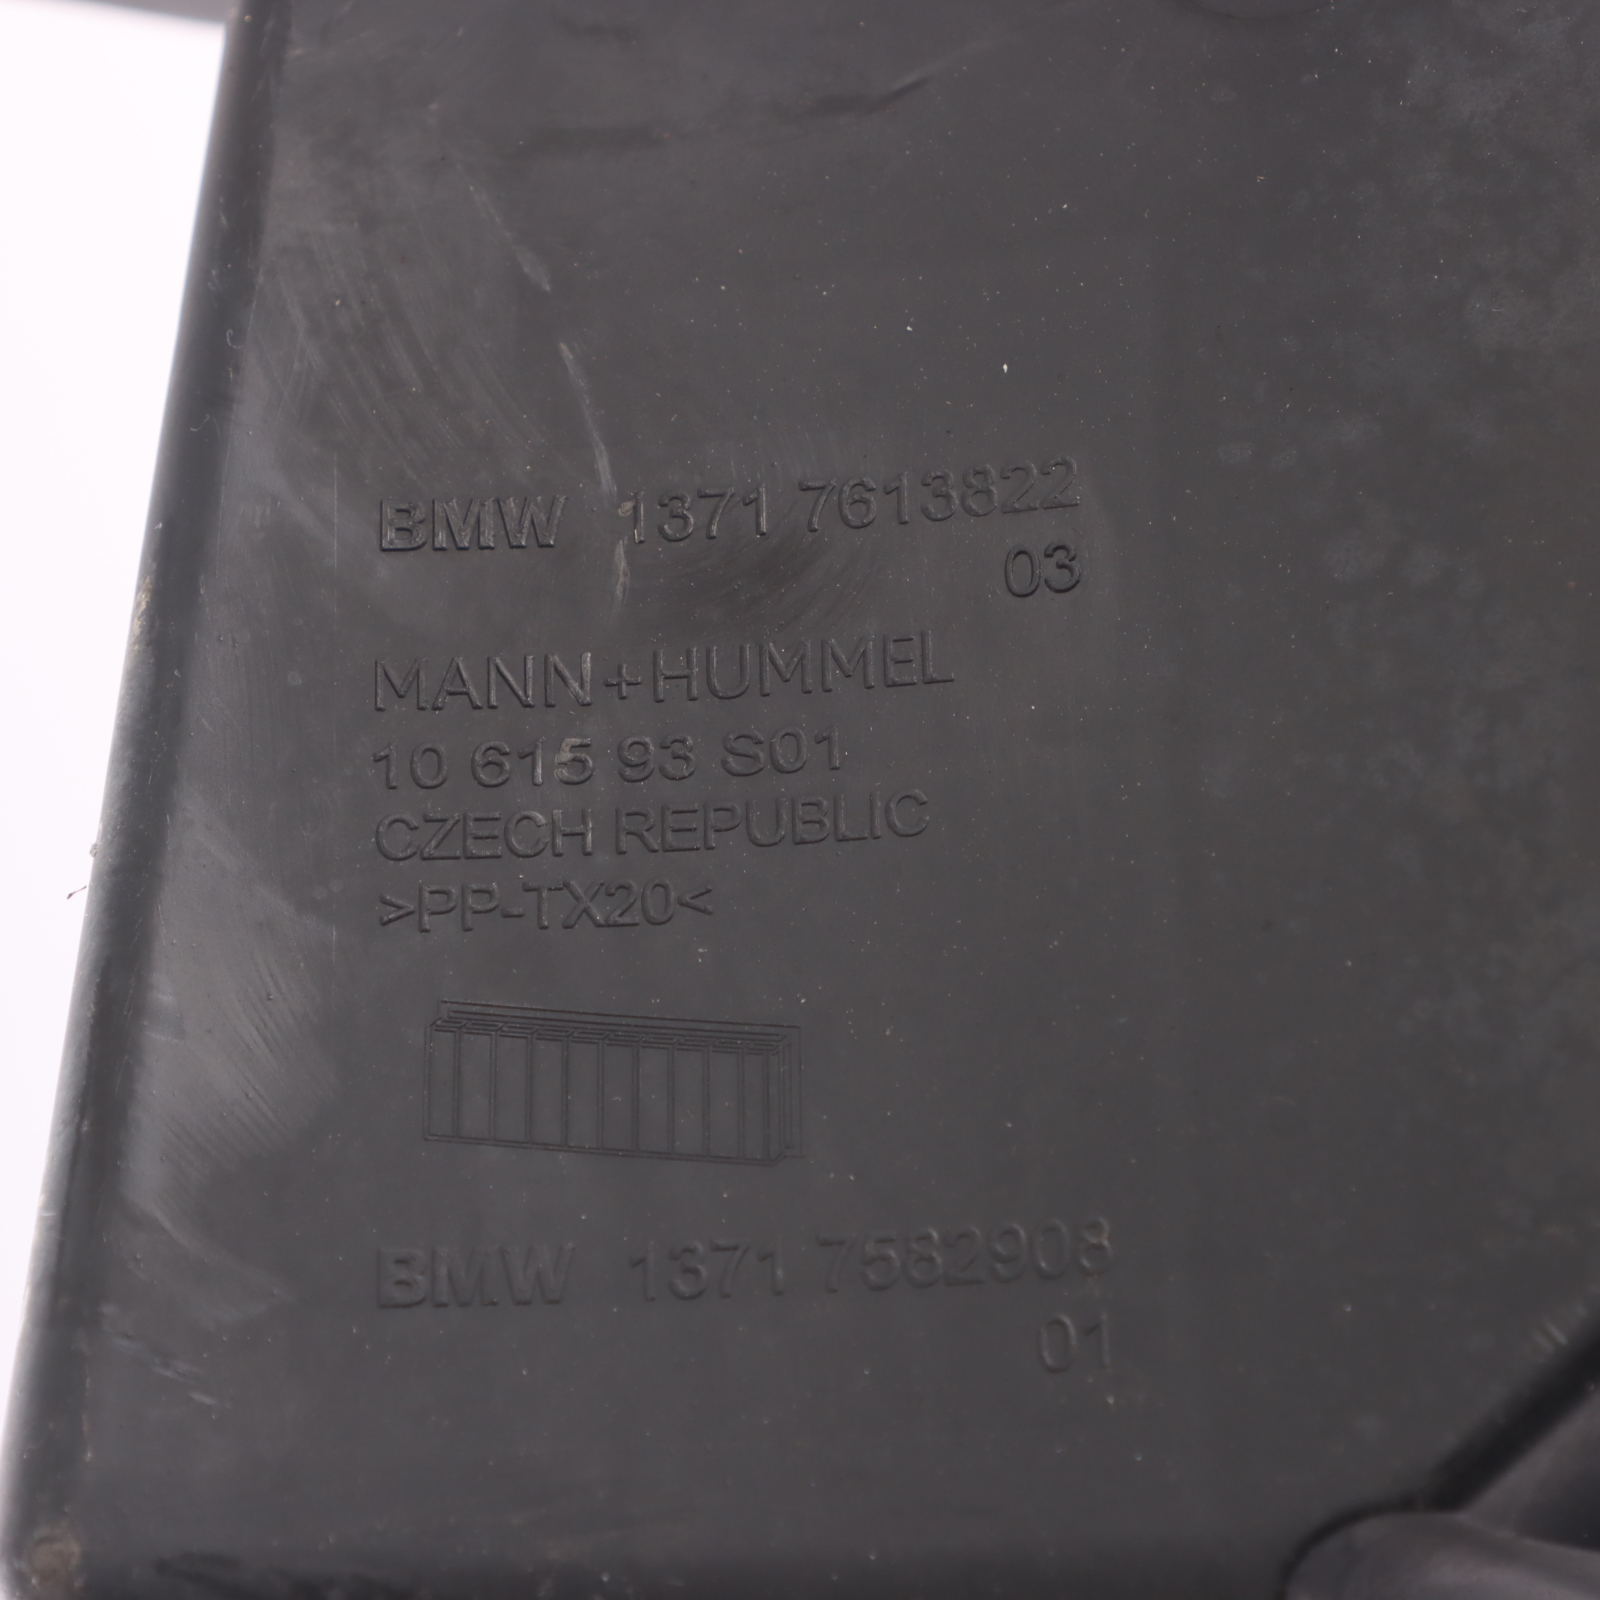 BMW 1371 7613822
03
MANN+HUMMEL
10 615 93 S01
CZECH REPUBLIC
>PP-TX20<
BMW 1371 7582908
01